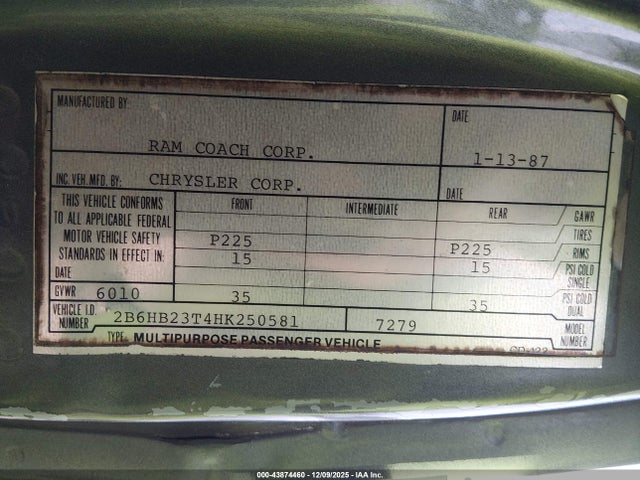 MANUFACTURED BY:
DATE
RAM COACH CORP.
1-13-87
INC. VEH. MFD. BY: CHRYSLER CORP.
DATE
THIS VEHICLE CONFORMS
TO ALL APPLICABLE FEDERAL
MOTOR VEHICLE SAFETY
STANDARDS IN EFFECT IN:
DATE
FRONT INTERMEDIATE REAR GAWR
P225 P225 TIRES
15 15 RIMS
PSI COLD
SINGLE
GVWR 6010 35 35 PSI COLD
DUAL
VEHICLE I.D.
NUMBER 2B6HB23T4HK250581 7279 MODEL
NUMBER
TYPE: MULTIPURPOSE PASSENGER VEHICLE
000-43874460 - 12/09/2025 - IAA Inc.